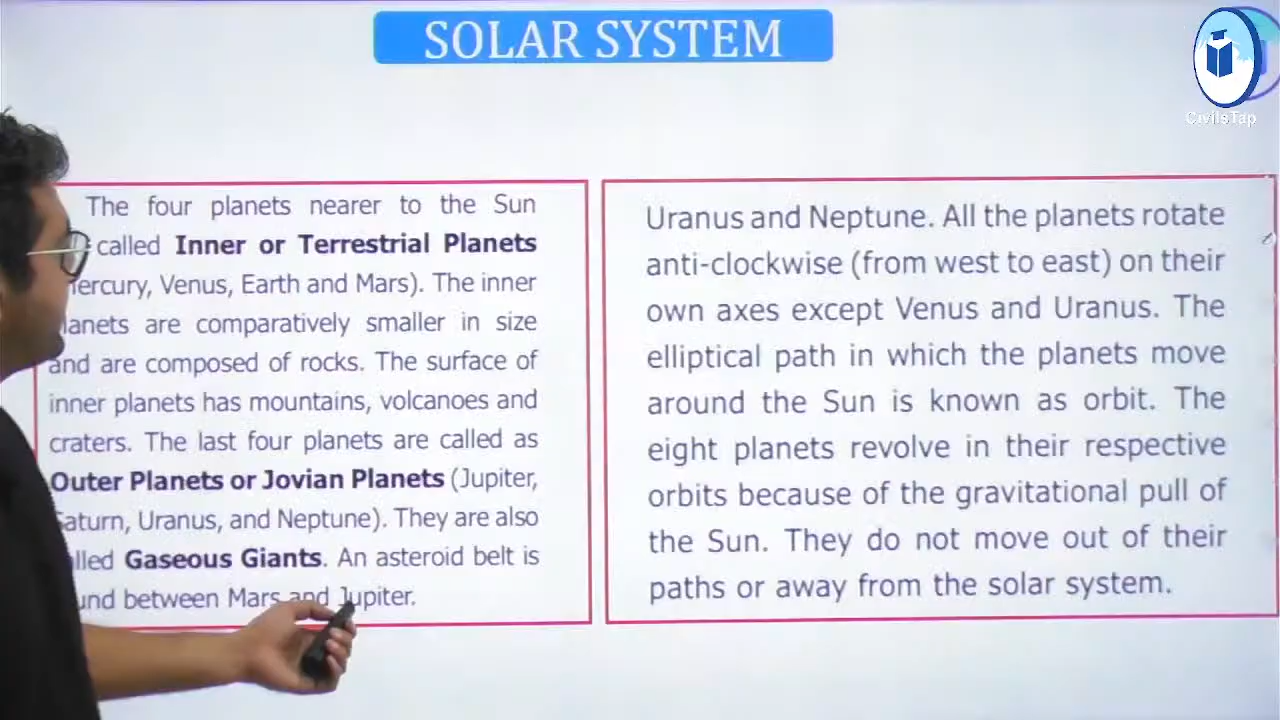 SOLAR SYSTEM
CivilsTap
The four planets nearer to the Sun
called Inner or Terrestrial Planets
ercury, Venus, Earth and Mars). The inner
lanets are comparatively smaller in size
and are composed of rocks. The surface of
inner planets has mountains, volcanoes and
craters. The last four planets are called as
Outer Planets or Jovian Planets (Jupiter,
Saturn, Uranus, and Neptune). They are also
lled Gaseous Giants. An asteroid belt is
und between Mars and Jupiter.
Uranus and Neptune. All the planets rotate
anti-clockwise (from west to east) on their
own axes except Venus and Uranus. The
elliptical path in which the planets move
around the Sun is known as orbit. The
eight planets revolve in their respective
orbits because of the gravitational pull of
the Sun. They do not move out of their
paths or away from the solar system.